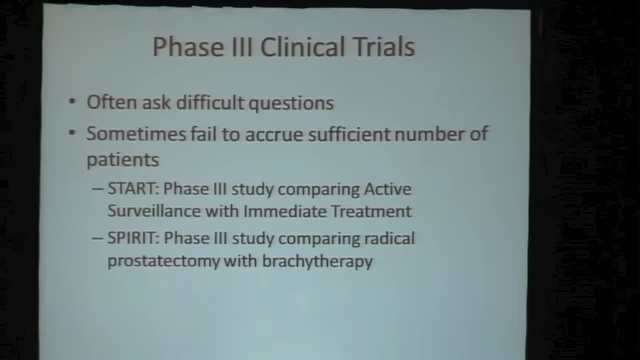 Phase III Clinical Trials
• Often ask difficult questions
• Sometimes fail to accrue sufficient number of
patients
– START: Phase III study comparing Active
Surveillance with Immediate Treatment
– SPIRIT: Phase III study comparing radical
prostatectomy with brachytherapy